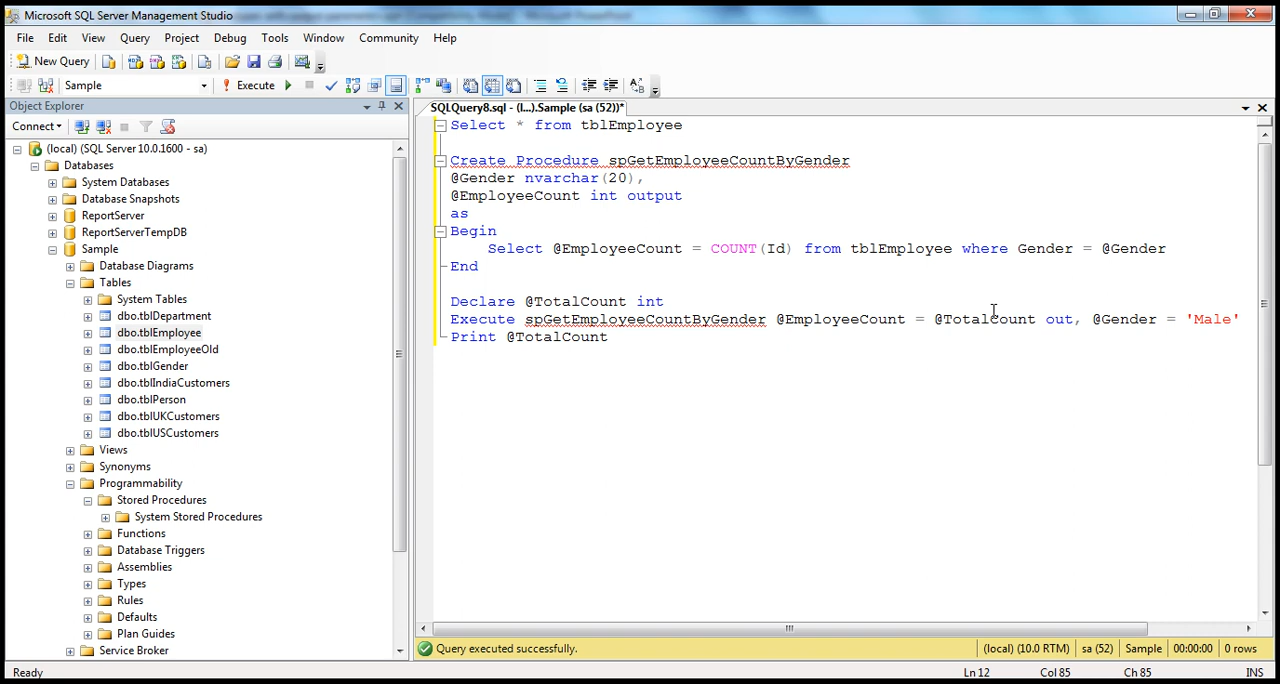 Microsoft SQL Server Management Studio
File Edit View Query Project Debug Tools Window Community Help
New Query
Sample Execute
Object Explorer
SQLQuery8.sql - (l...).Sample (sa (52))*
Connect
(local) (SQL Server 10.0.1600 - sa)
Databases
System Databases
Database Snapshots
ReportServer
ReportServerTempDB
Sample
Database Diagrams
Tables
System Tables
dbo.tblDepartment
dbo.tblEmployee
dbo.tblEmployeeOld
dbo.tblGender
dbo.tblIndiaCustomers
dbo.tblPerson
dbo.tblUKCustomers
dbo.tblUSCustomers
Views
Synonyms
Programmability
Stored Procedures
System Stored Procedures
Functions
Database Triggers
Assemblies
Types
Rules
Defaults
Plan Guides
Service Broker
Select * from tblEmployee
Create Procedure spGetEmployeeCountByGender
@Gender nvarchar(20),
@EmployeeCount int output
as
Begin
Select @EmployeeCount = COUNT(Id) from tblEmployee where Gender = @Gender
End
Declare @TotalCount int
Execute spGetEmployeeCountByGender @EmployeeCount = @TotalCount out, @Gender = 'Male'
Print @TotalCount
Query executed successfully. (local) (10.0 RTM) sa (52) Sample 00:00:00 0 rows
Ready Ln 12 Col 85 Ch 85 INS